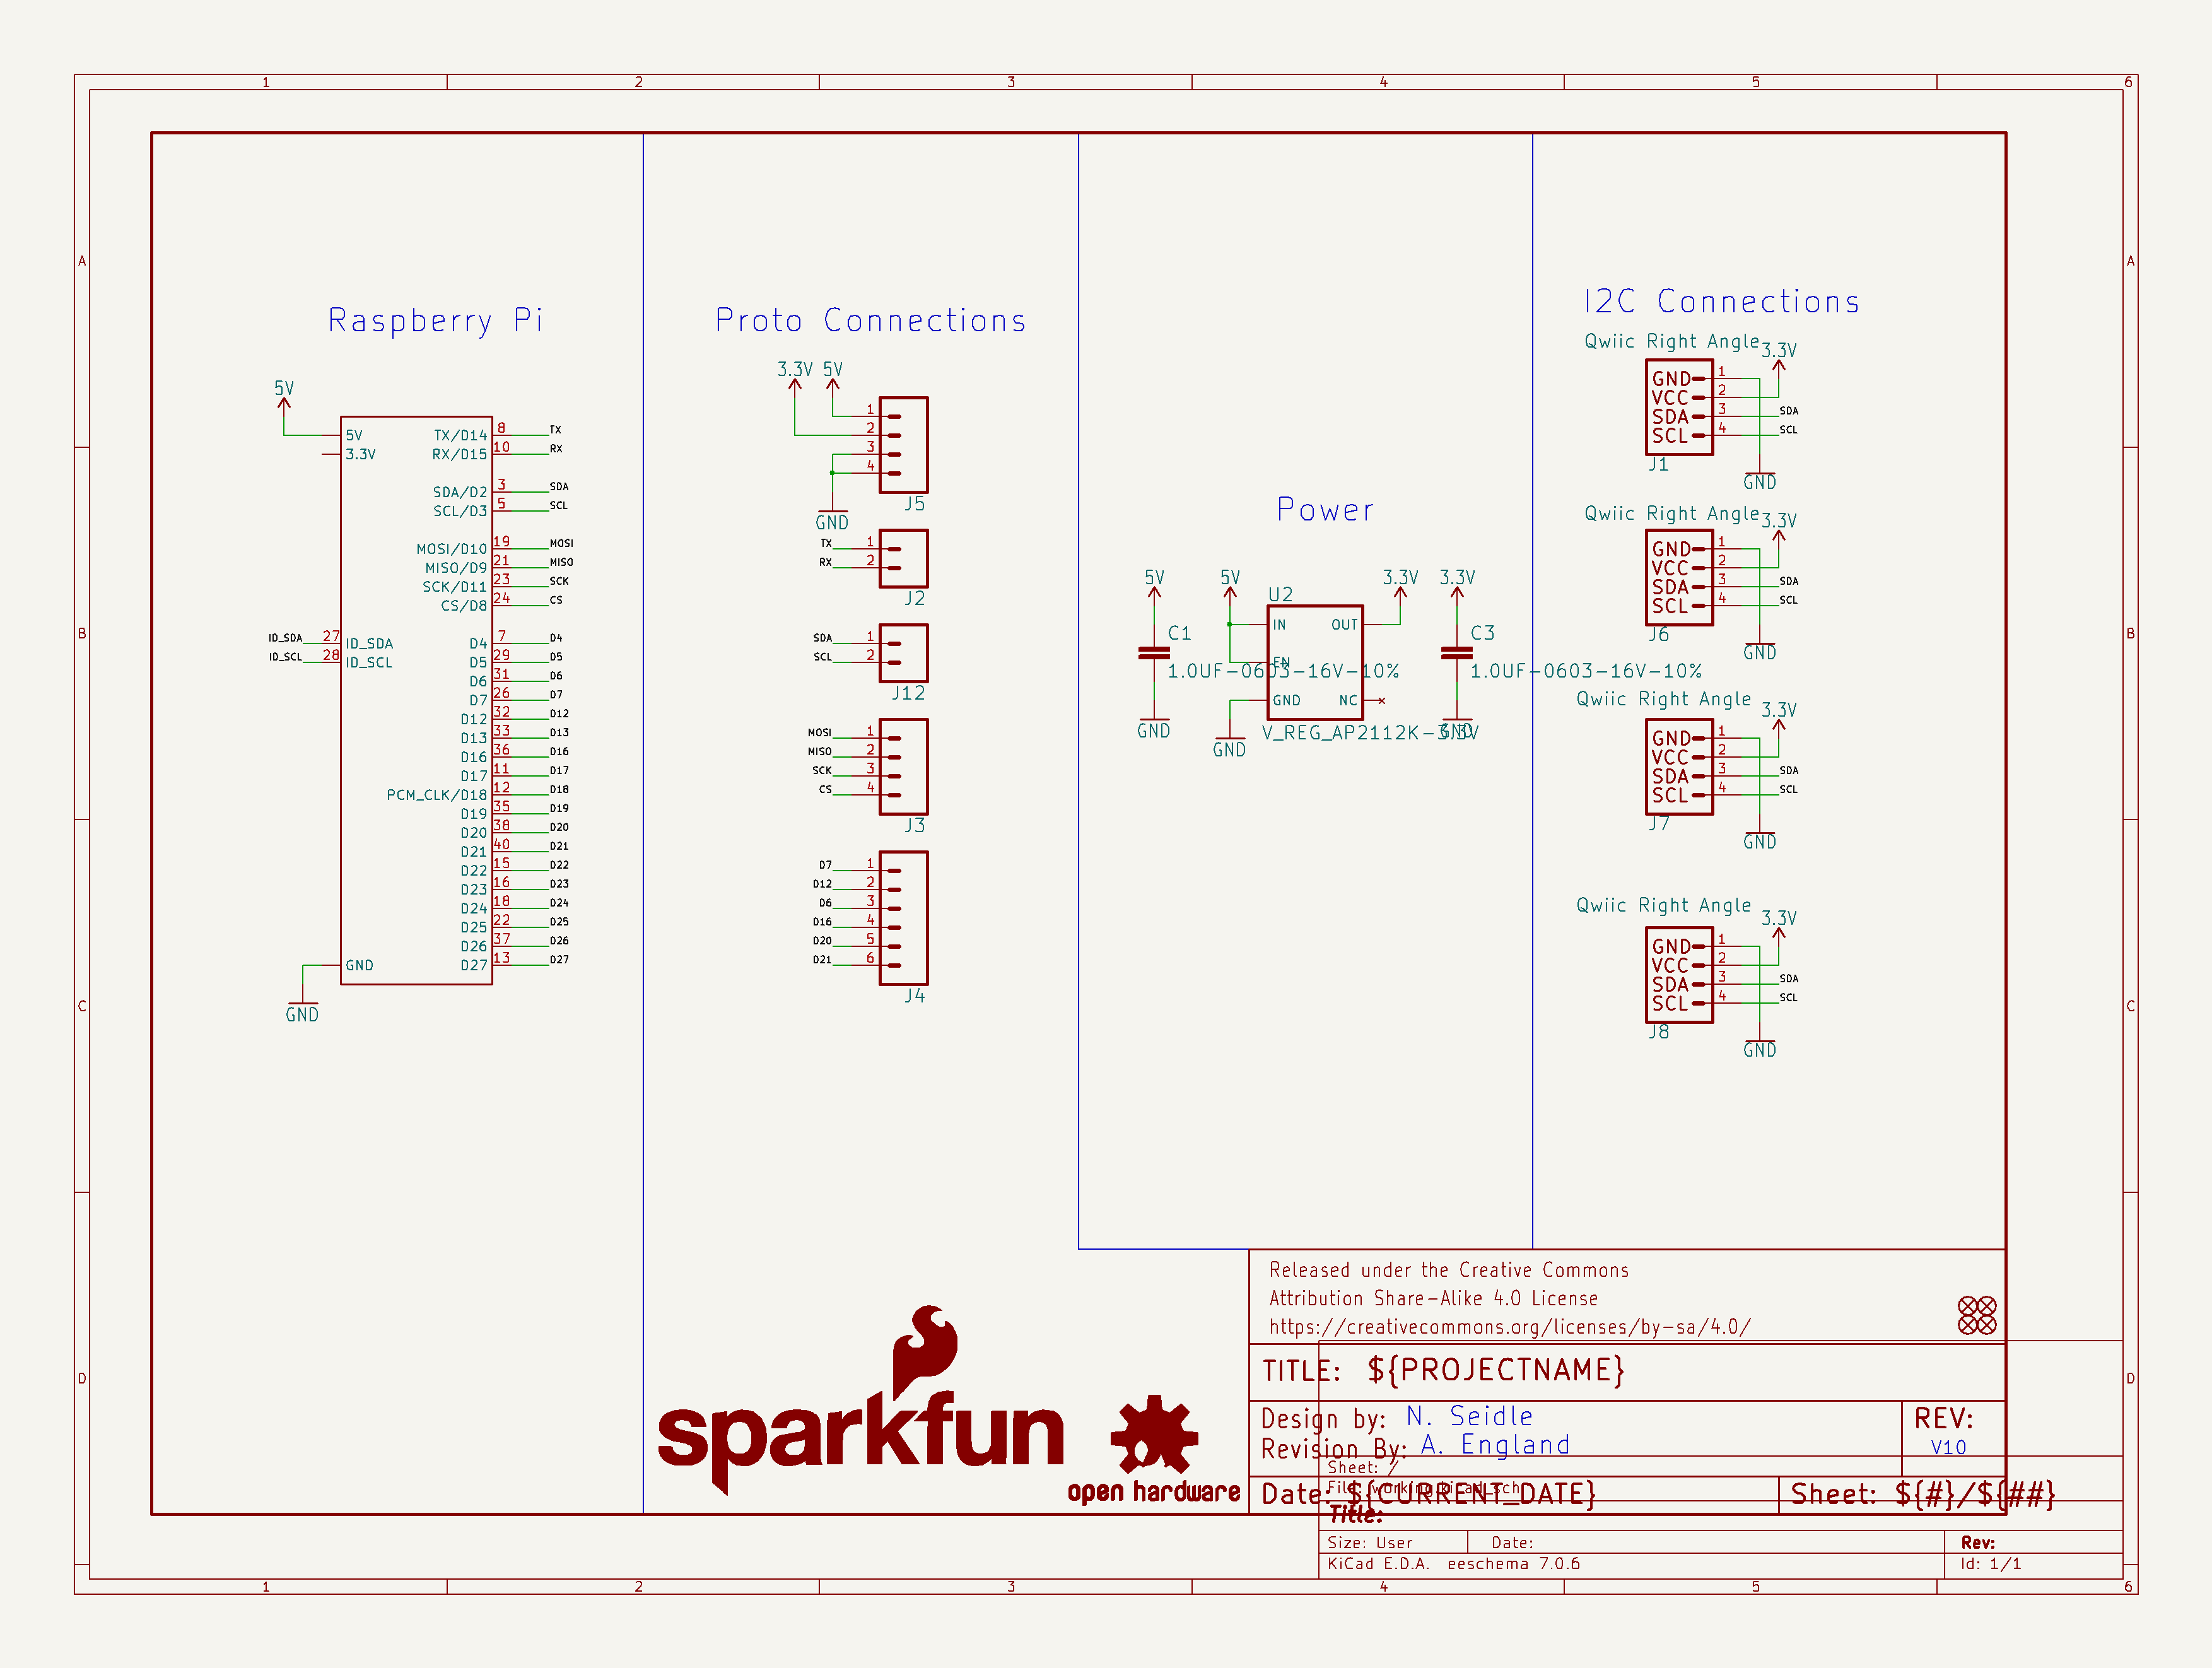 1 2 3 4 5 6
A A
B B
C C
D D
Raspberry Pi
5V
5V
3.3V
ID_SDA 27 ID_SDA
ID_SCL 28 ID_SCL
GND
GND
TX/D14 8 TX
RX/D15 10 RX
SDA/D2 3 SDA
SCL/D3 5 SCL
MOSI/D10 19 MOSI
MISO/D9 21 MISO
SCK/D11 23 SCK
CS/D8 24 CS
D4 7 D4
D5 29 D5
D6 31 D6
D7 26 D7
D12 32 D12
D13 33 D13
D16 36 D16
D17 11 D17
PCM_CLK/D18 12 D18
D19 35 D19
D20 38 D20
D21 40 D21
D22 15 D22
D23 16 D23
D24 18 D24
D25 22 D25
D26 37 D26
D27 13 D27
Proto Connections
3.3V 5V
1
2
3
4
J5
GND
TX 1
RX 2
J2
SDA 1
SCL 2
J12
MOSI 1
MISO 2
SCK 3
CS 4
J3
D7 1
D12 2
D6 3
D16 4
D20 5
D21 6
J4
Power
5V 5V 3.3V 3.3V
U2
C1 IN OUT C3
EN
1.0UF-0603-16V-10% 1.0UF-0603-16V-10%
GND NC
GND GND V_REG_AP2112K-3.3V GND
I2C Connections
Qwiic Right Angle 3.3V
GND 1
VCC 2
SDA 3 SDA
SCL 4 SCL
J1
GND
Qwiic Right Angle 3.3V
GND 1
VCC 2
SDA 3 SDA
SCL 4 SCL
J6
GND
Qwiic Right Angle 3.3V
GND 1
VCC 2
SDA 3 SDA
SCL 4 SCL
J7
GND
Qwiic Right Angle 3.3V
GND 1
VCC 2
SDA 3 SDA
SCL 4 SCL
J8
GND
sparkfun
open hardware
Released under the Creative Commons
Attribution Share-Alike 4.0 License
https://creativecommons.org/licenses/by-sa/4.0/
TITLE: ${PROJECTNAME}
Design by: N. Seidle
Revision By: A. England
REV:
V10
Date: ${CURRENT_DATE}
Sheet: ${#}/${##}
Sheet: /
File: working.kicad_sch
Title:
Size: User Date: Rev:
KiCad E.D.A. eeschema 7.0.6 Id: 1/1
1 2 3 4 5 6